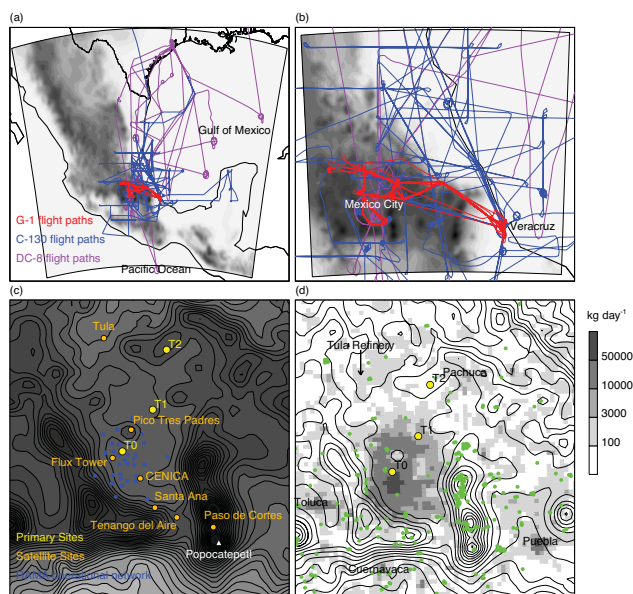 (a)
Gulf of Mexico
G-1 flight paths
C-130 flight paths
DC-8 flight paths
Pacific Ocean
(b)
Mexico City
Veracruz
(c)
Tula
T2
T1
Pico Tres Padres
T0
Flux Tower
CENICA
Santa Ana
Tenango del Aire
Paso de Cortes
Primary Sites
Popocatepetl
Satellite Sites
(d)
Tula Refinery
Pachuca
T2
T1
T0
Toluca
Puebla
Cuernavaca
kg day-1
50000
10000
3000
100